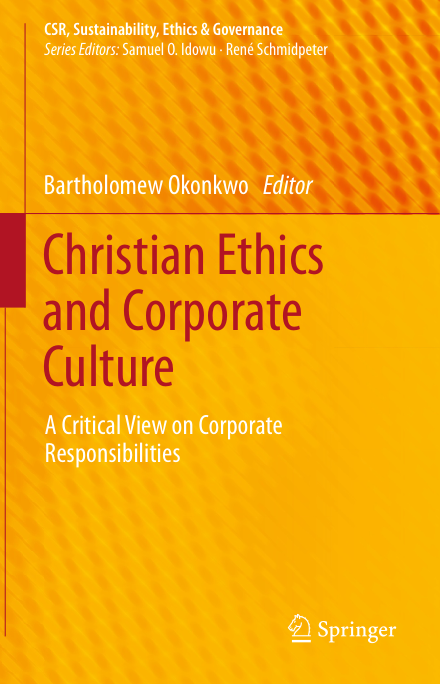 CSR, Sustainability, Ethics & Governance
Series Editors: Samuel O. Idowu · René Schmidpeter
Bartholomew Okonkwo Editor
Christian Ethics
and Corporate
Culture
A Critical View on Corporate
Responsibilities
Springer